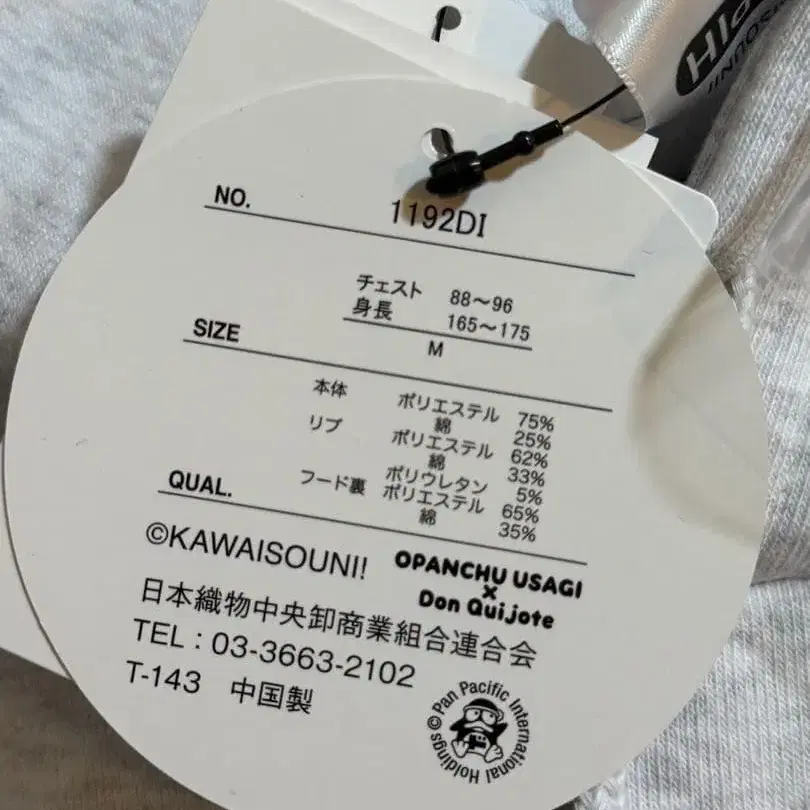 NO. 1192DI
チェスト 88～96
身長 165～175
SIZE M
本体 ポリエステル 75%
綿 25%
リブ ポリエステル 62%
綿 33%
ポリウレタン 5%
フード裏 ポリエステル 65%
綿 35%
QUAL.
©KAWAISOUNI!
OPANCHU USAGI
×
Don Quijote
日本織物中央卸商業組合連合会
TEL : 03-3663-2102
T-143 中国製
©Pan Pacific International Holdings